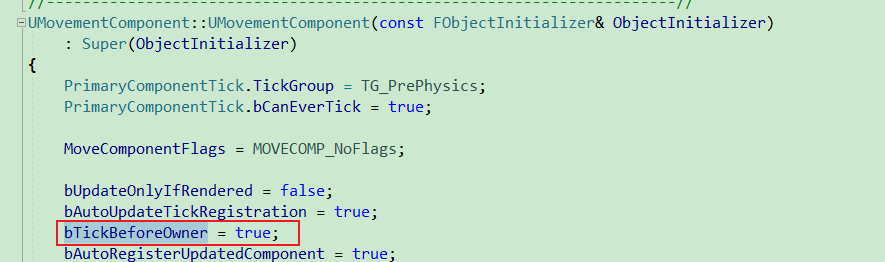 //----------------------------------------------------------------------//
UMovementComponent::UMovementComponent(const FObjectInitializer& ObjectInitializer)
: Super(ObjectInitializer)
{
PrimaryComponentTick.TickGroup = TG_PrePhysics;
PrimaryComponentTick.bCanEverTick = true;
MoveComponentFlags = MOVECOMP_NoFlags;
bUpdateOnlyIfRendered = false;
bAutoUpdateTickRegistration = true;
bTickBeforeOwner = true;
bAutoRegisterUpdatedComponent = true;